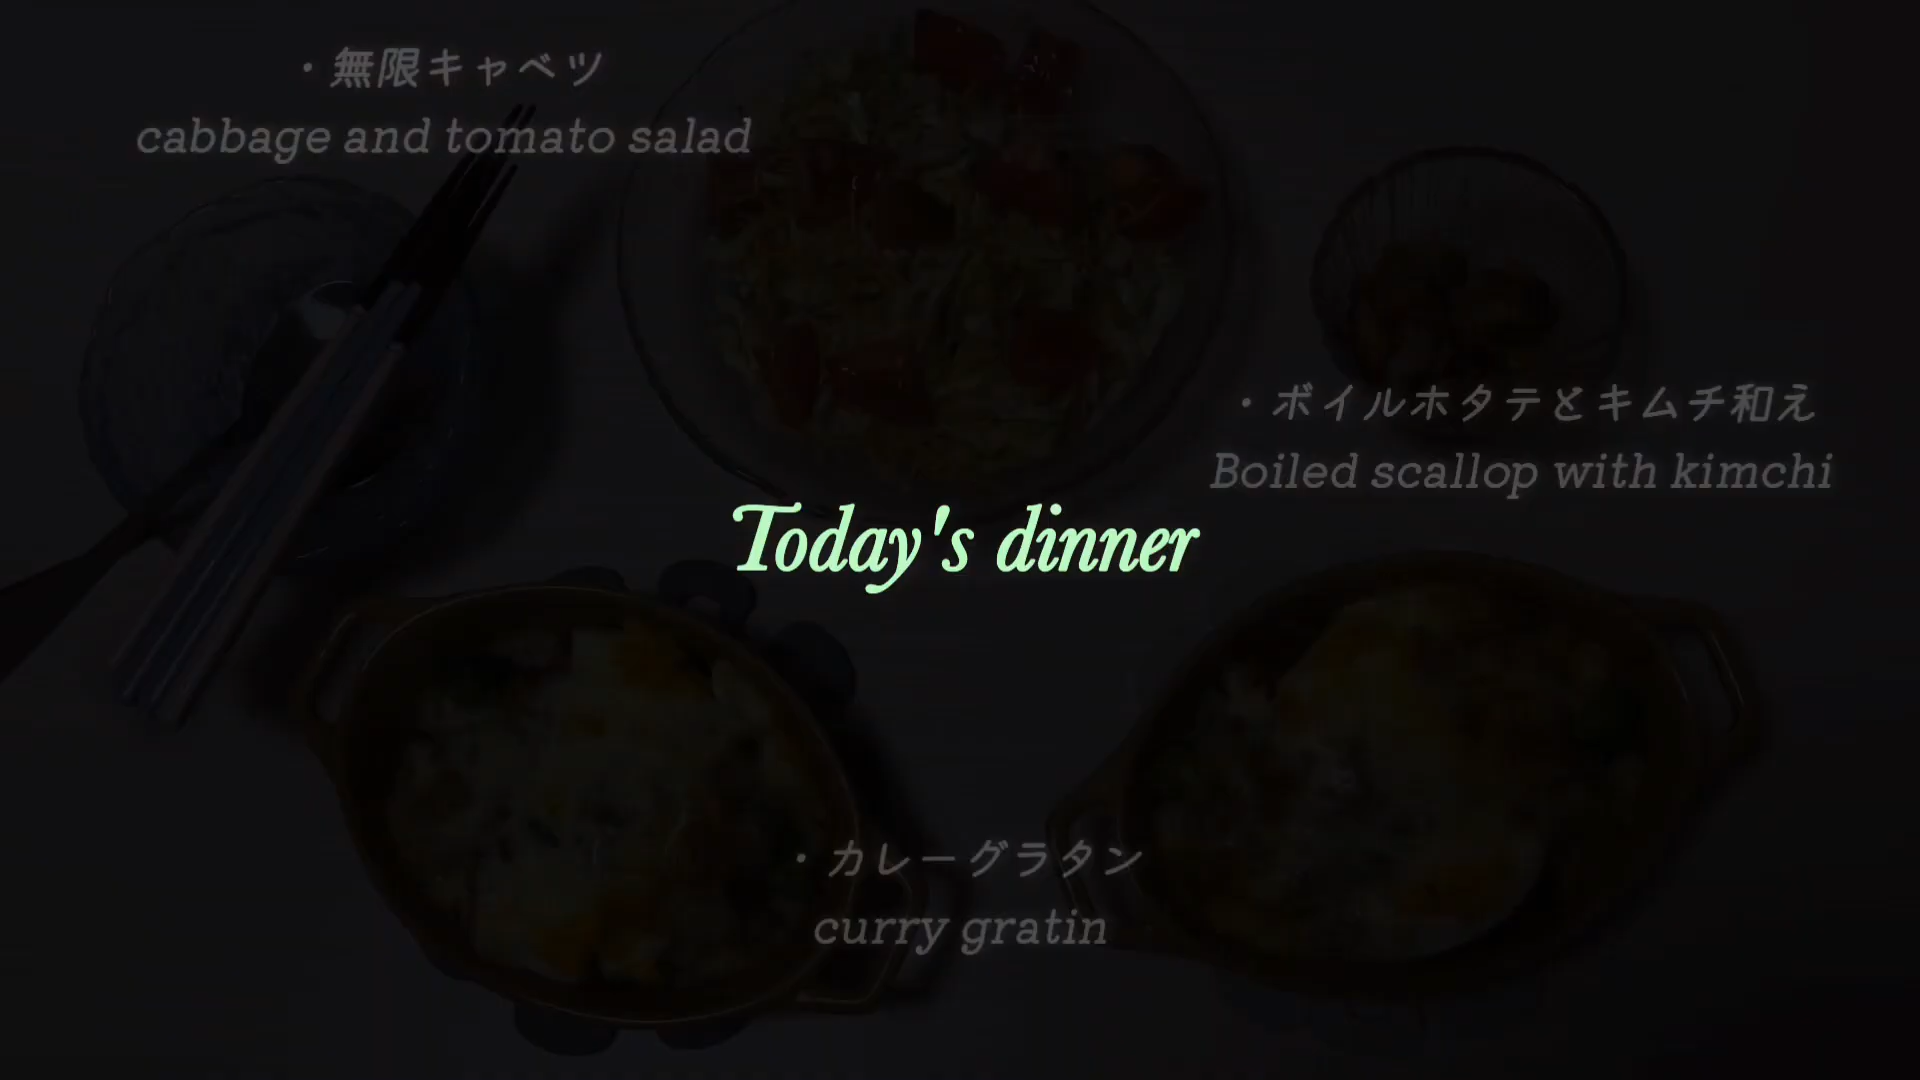 ・無限キャベツ
cabbage and tomato salad
・ボイルホタテとキムチ和え
Boiled scallop with kimchi
Today's dinner
・カレーグラタン
curry gratin